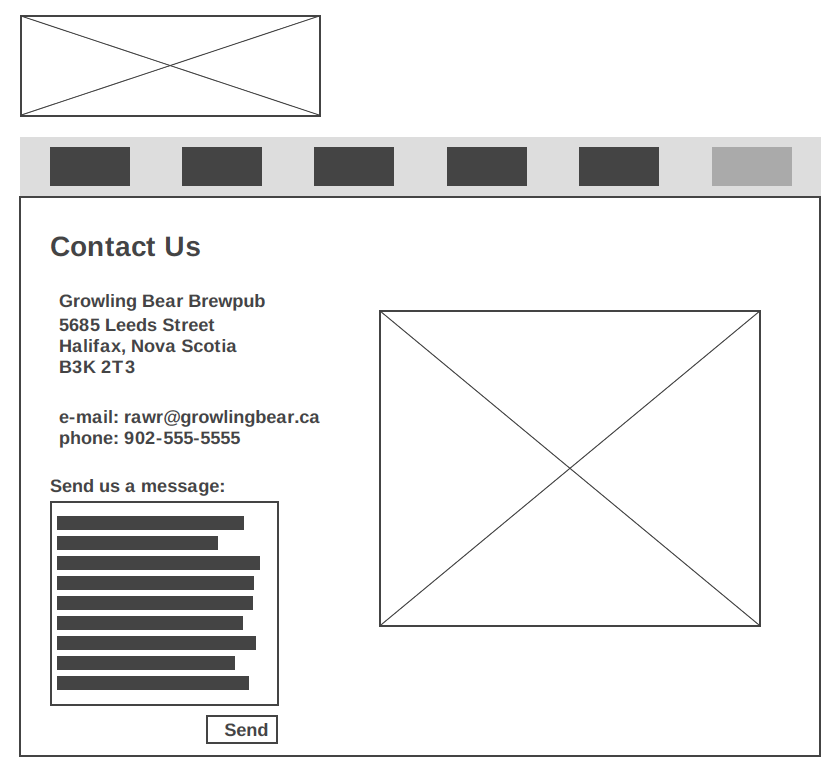 Contact Us
Growling Bear Brewpub
5685 Leeds Street
Halifax, Nova Scotia
B3K 2T3
e-mail: rawr@growlingbear.ca
phone: 902-555-5555
Send us a message:
Send